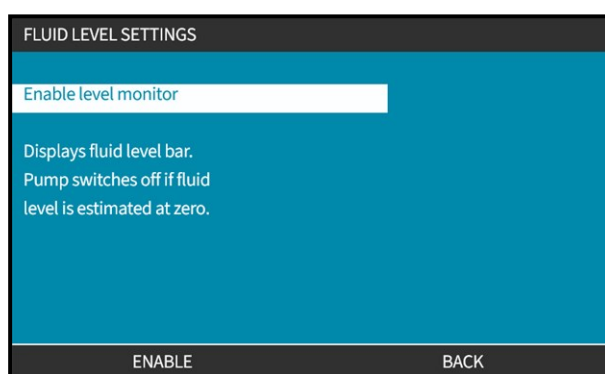 FLUID LEVEL SETTINGS
Enable level monitor
Displays fluid level bar.
Pump switches off if fluid
level is estimated at zero.
ENABLE
BACK